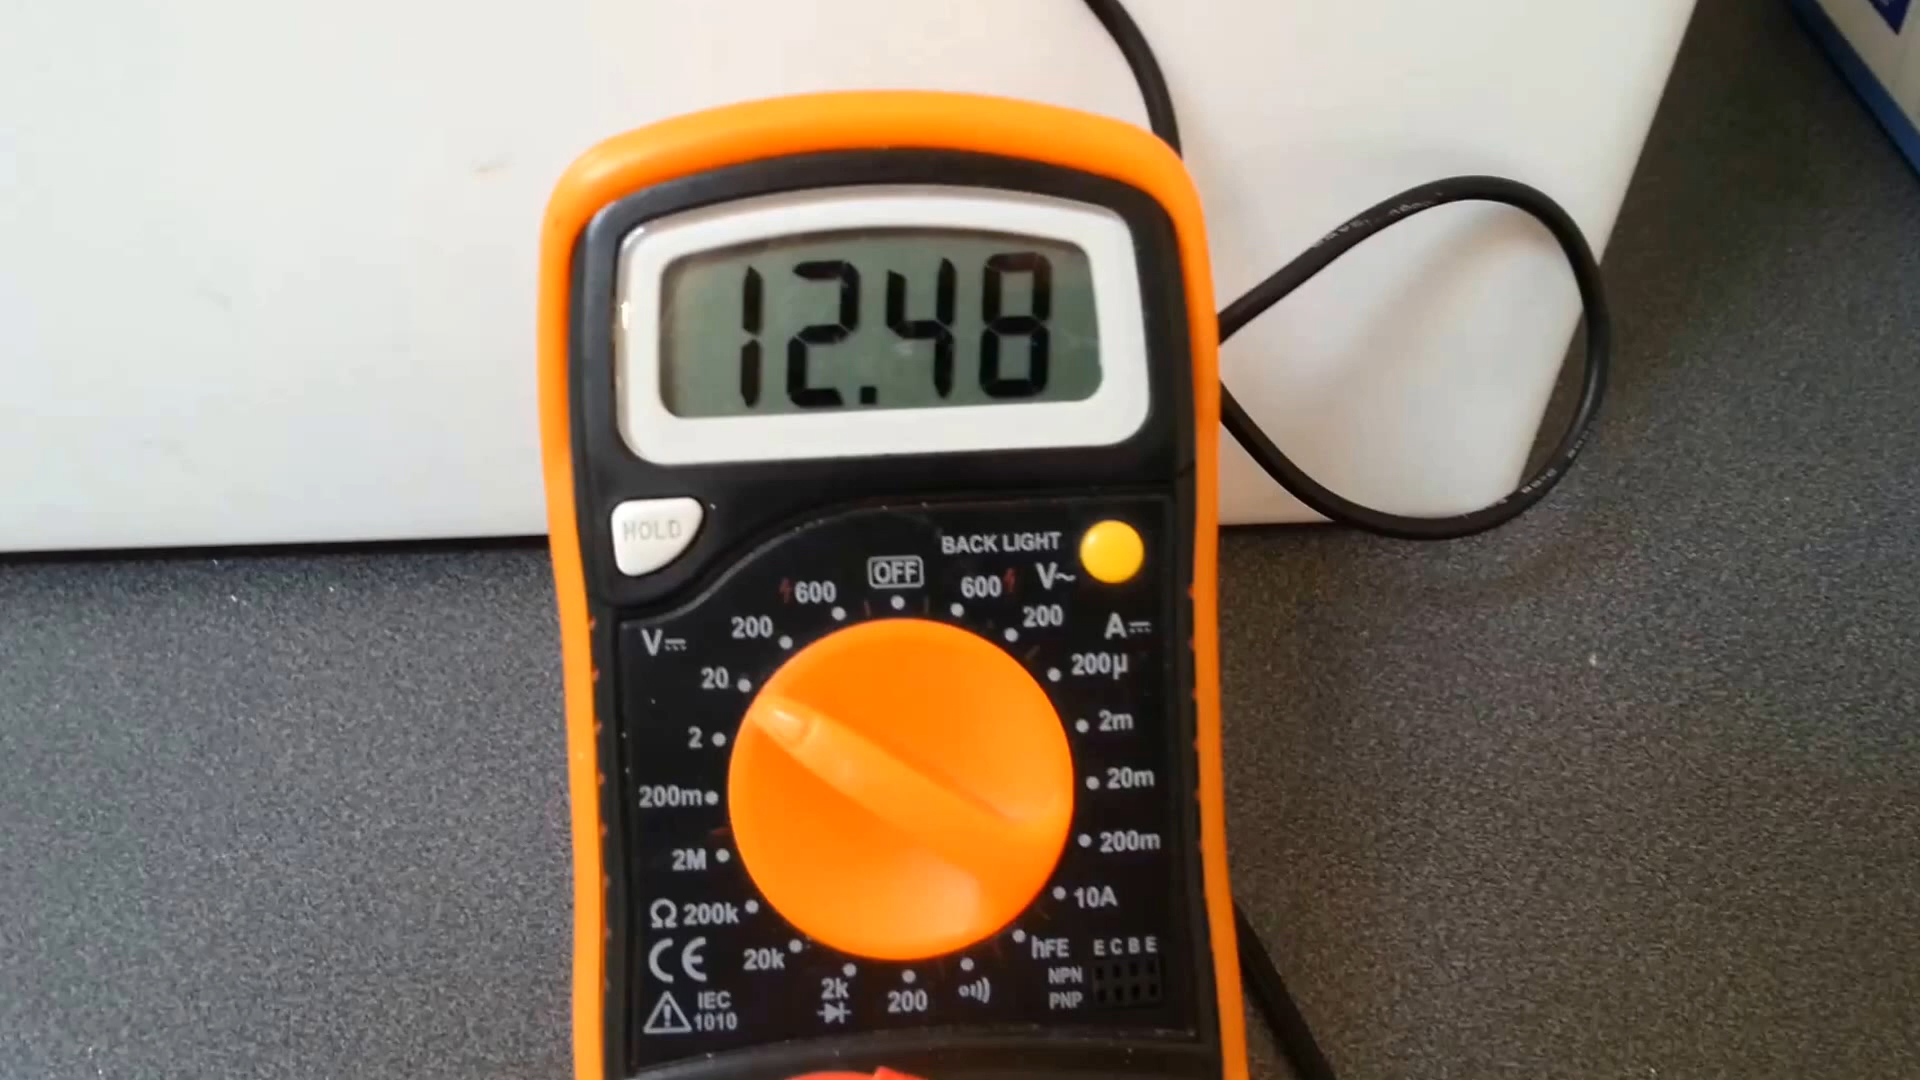 12.48
HOLD
BACK LIGHT
OFF
600
600
V~
200
200
V⎓
A⎓
20
200µ
2
2m
200m
20m
2M
200m
Ω 200k
10A
20k
hFE
E C B E
2k
200
NPN
PNP
CE
IEC
1010